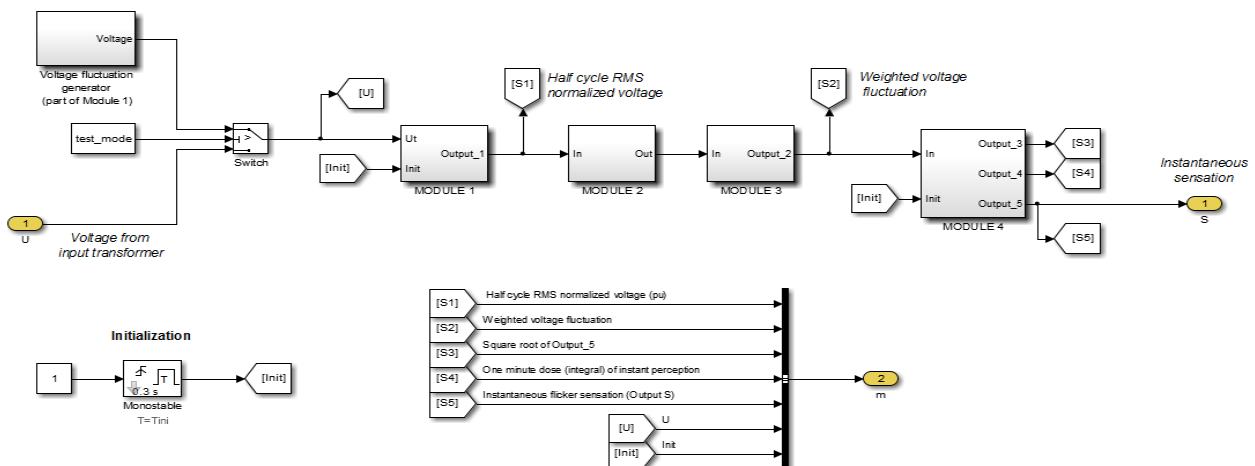 Voltage
Voltage fluctuation
generator
(part of Module 1)
test_mode
>
Switch
1
U
Voltage from
input transformer
[U]
[Init]
Ut
Init
Output_1
MODULE 1
[S1]
Half cycle RMS
normalized voltage
In
Out
MODULE 2
In
Output_2
MODULE 3
[S2]
Weighted voltage
fluctuation
[Init]
In
Init
Output_3
Output_4
Output_5
MODULE 4
[S3]
[S4]
[S5]
Instantaneous
sensation
1
S
Initialization
1
T
0.3 s
Monostable
T=Tini
[Init]
[S1]
Half cycle RMS normalized voltage (pu)
[S2]
Weighted voltage fluctuation
[S3]
Square root of Output_5
[S4]
One minute dose (integral) of instant perception
[S5]
Instantaneous flicker sensation (Output S)
[U]
U
[Init]
Init
2
m